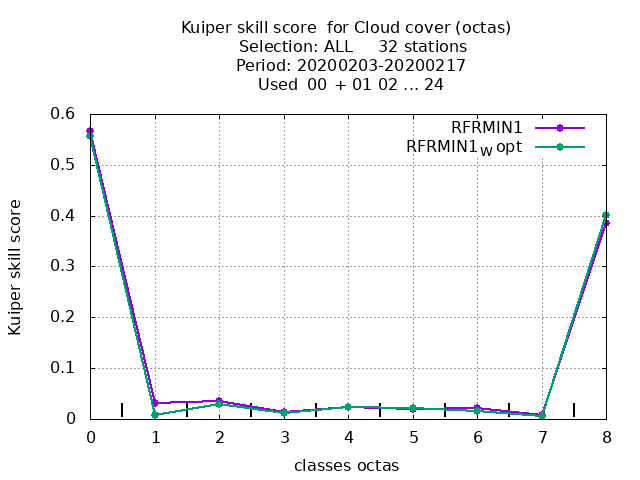 Kuiper skill score  for Cloud cover (octas)
Selection: ALL     32 stations
Period: 20200203-20200217
Used  00  + 01 02 ... 24
RFRMIN1
RFRMIN1W opt
Kuiper skill score
0.6
0.5
0.4
0.3
0.2
0.1
0
0 1 2 3 4 5 6 7 8
classes octas